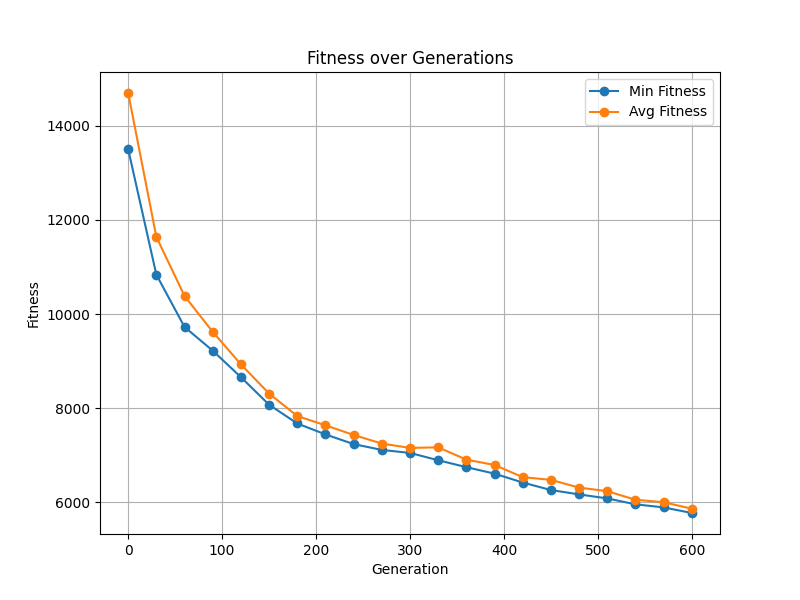 Fitness over Generations
Min Fitness
Avg Fitness
14000
12000
10000
8000
6000
Fitness
0 100 200 300 400 500 600
Generation